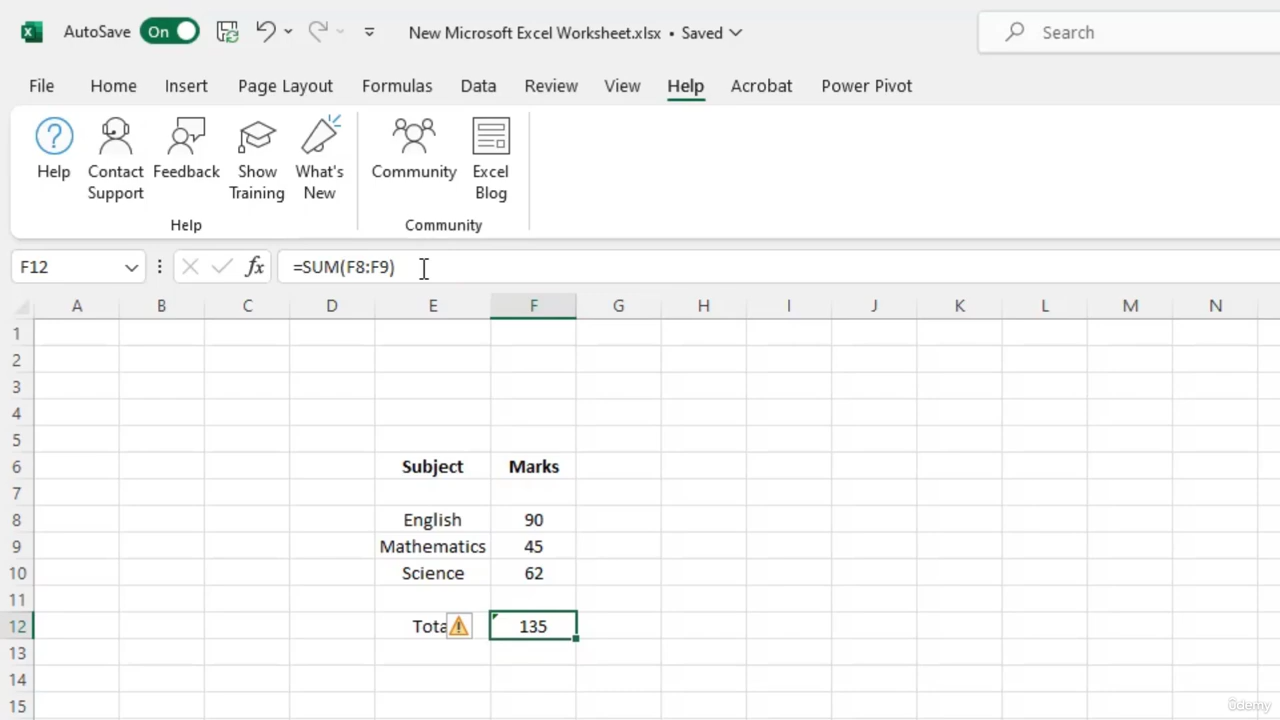 AutoSave On New Microsoft Excel Worksheet.xlsx • Saved Search
File Home Insert Page Layout Formulas Data Review View Help Acrobat Power Pivot
Help Contact Support Feedback Show Training What's New Community Excel Blog
Help Community
F12 fx =SUM(F8:F9)
A B C D E F G H I J K L M N
1
2
3
4
5
6 Subject Marks
7
8 English 90
9 Mathematics 45
10 Science 62
11
12 Tota 135
13
14
15
ûdemy